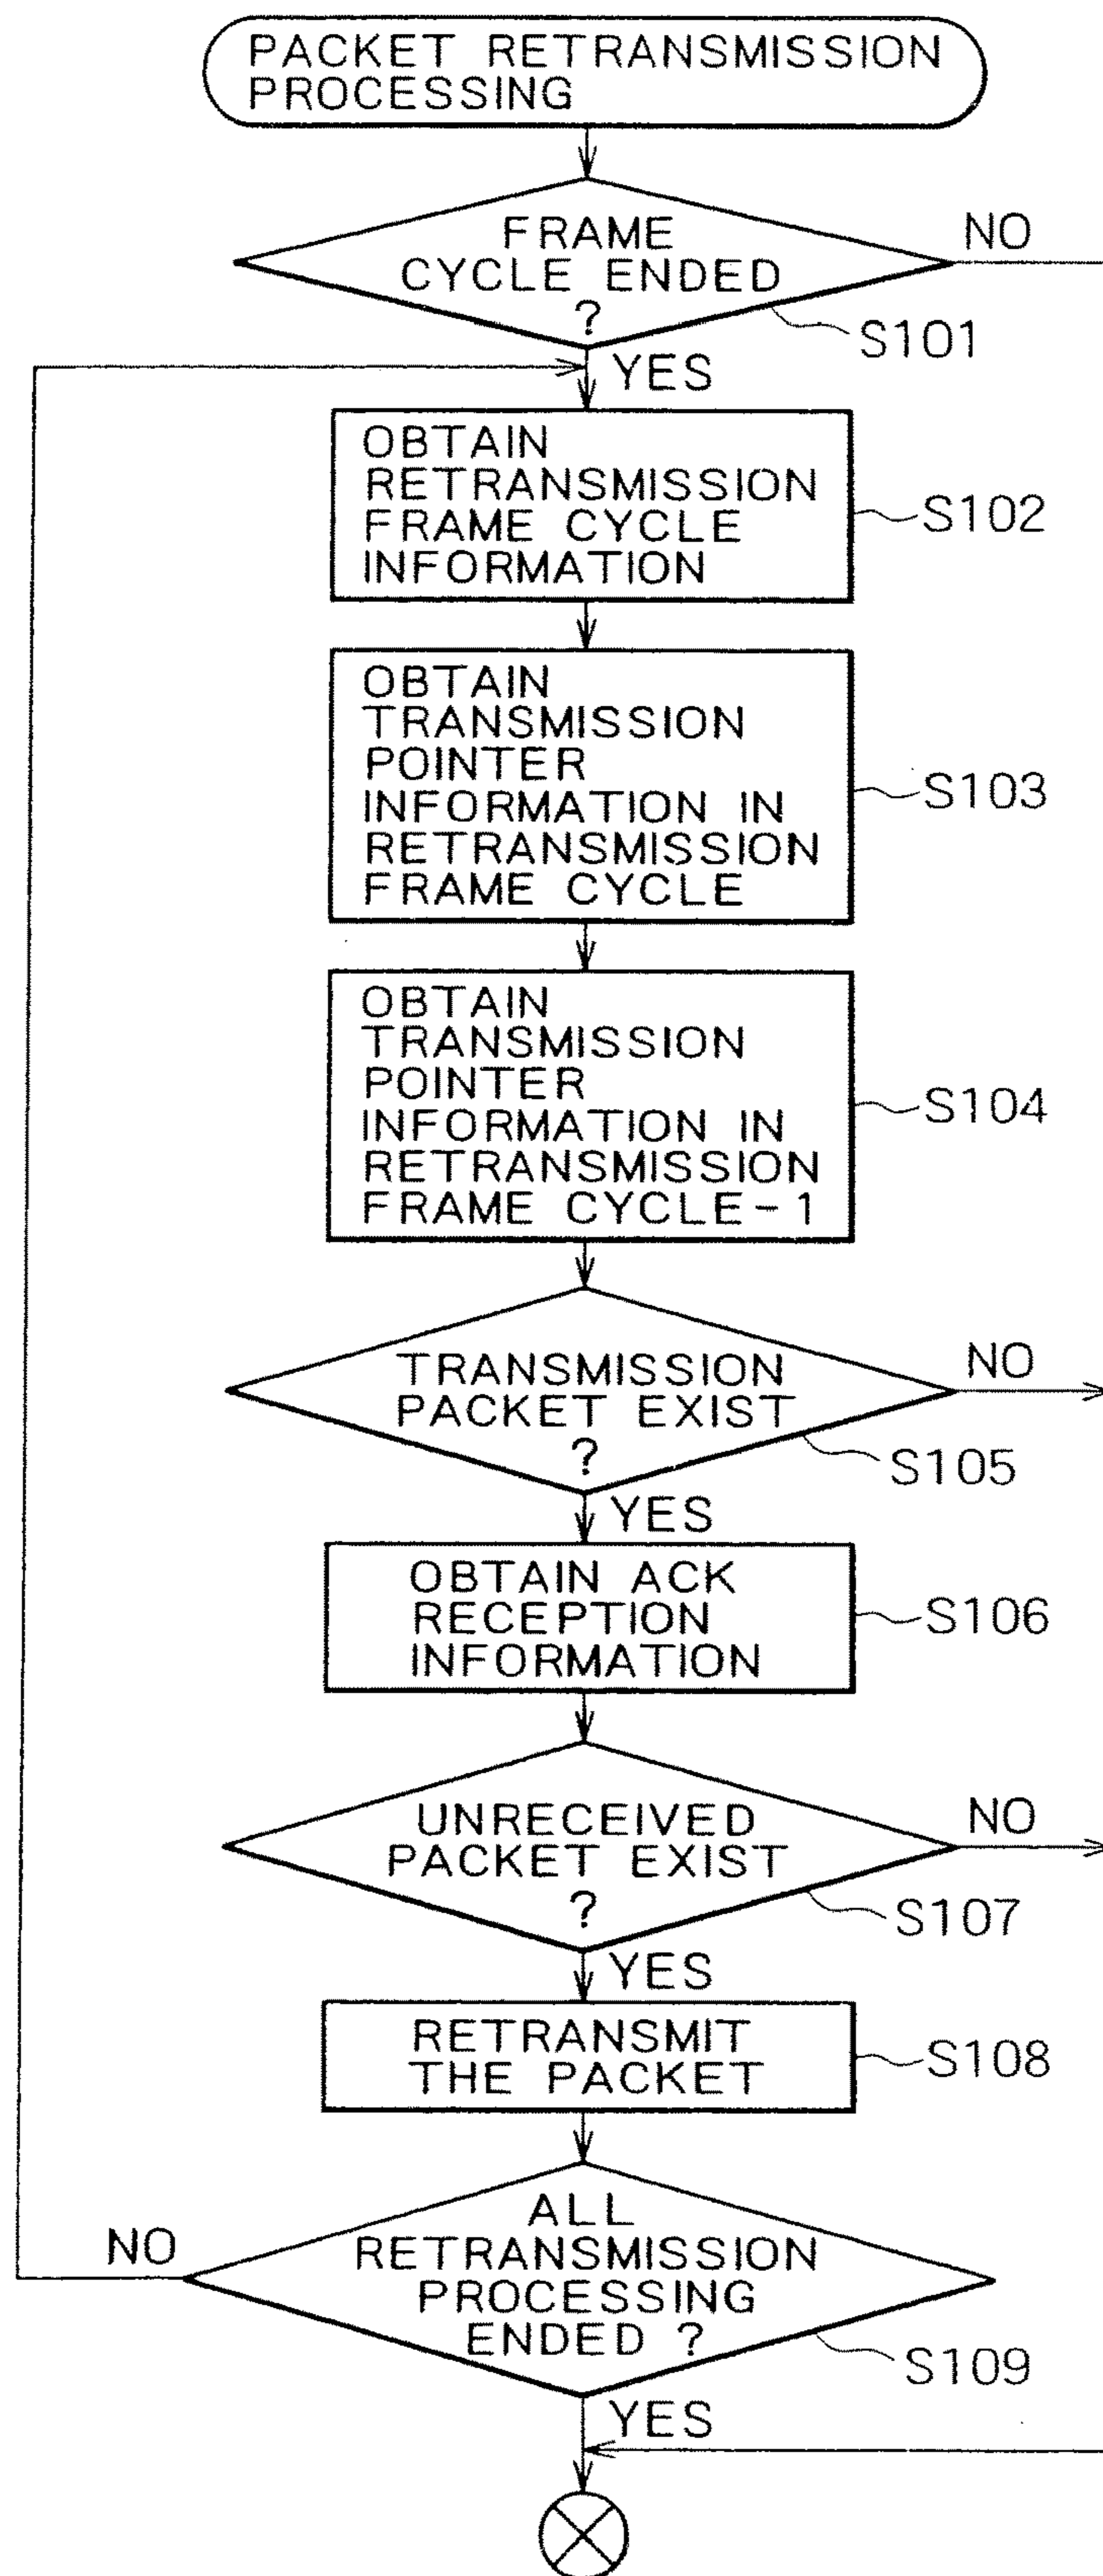 PACKET RETRANSMISSION
PROCESSING
FRAME
CYCLE ENDED
?
NO
S101
YES
OBTAIN
RETRANSMISSION
FRAME CYCLE
INFORMATION
S102
OBTAIN
TRANSMISSION
POINTER
INFORMATION IN
RETRANSMISSION
FRAME CYCLE
S103
OBTAIN
TRANSMISSION
POINTER
INFORMATION IN
RETRANSMISSION
FRAME CYCLE-1
S104
TRANSMISSION
PACKET EXIST
?
NO
S105
YES
OBTAIN ACK
RECEPTION
INFORMATION
S106
UNRECEIVED
PACKET EXIST
?
NO
S107
YES
RETRANSMIT
THE PACKET
S108
ALL
RETRANSMISSION
PROCESSING
ENDED ?
NO
S109
YES